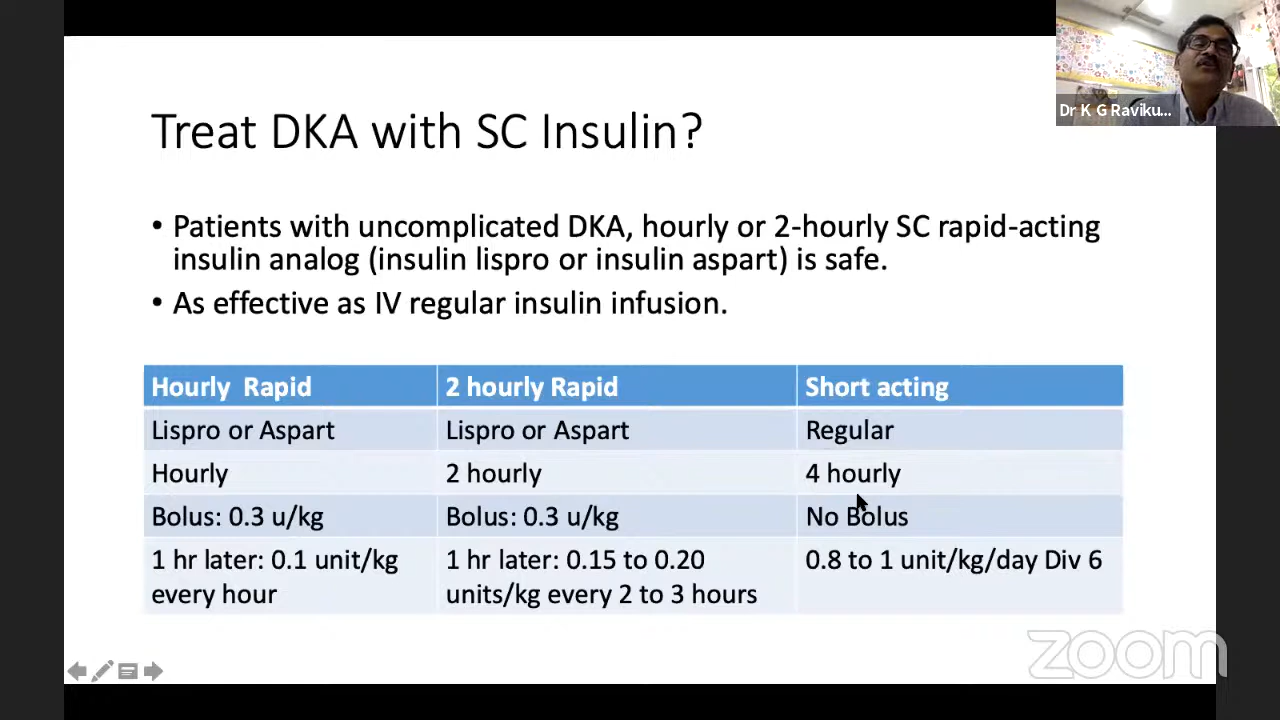 Dr K G Raviku...
Treat DKA with SC Insulin?
• Patients with uncomplicated DKA, hourly or 2-hourly SC rapid-acting
insulin analog (insulin lispro or insulin aspart) is safe.
• As effective as IV regular insulin infusion.
Hourly  Rapid
2 hourly Rapid
Short acting
Lispro or Aspart
Lispro or Aspart
Regular
Hourly
2 hourly
4 hourly
Bolus: 0.3 u/kg
Bolus: 0.3 u/kg
No Bolus
1 hr later: 0.1 unit/kg
every hour
1 hr later: 0.15 to 0.20
units/kg every 2 to 3 hours
0.8 to 1 unit/kg/day Div 6
zoom